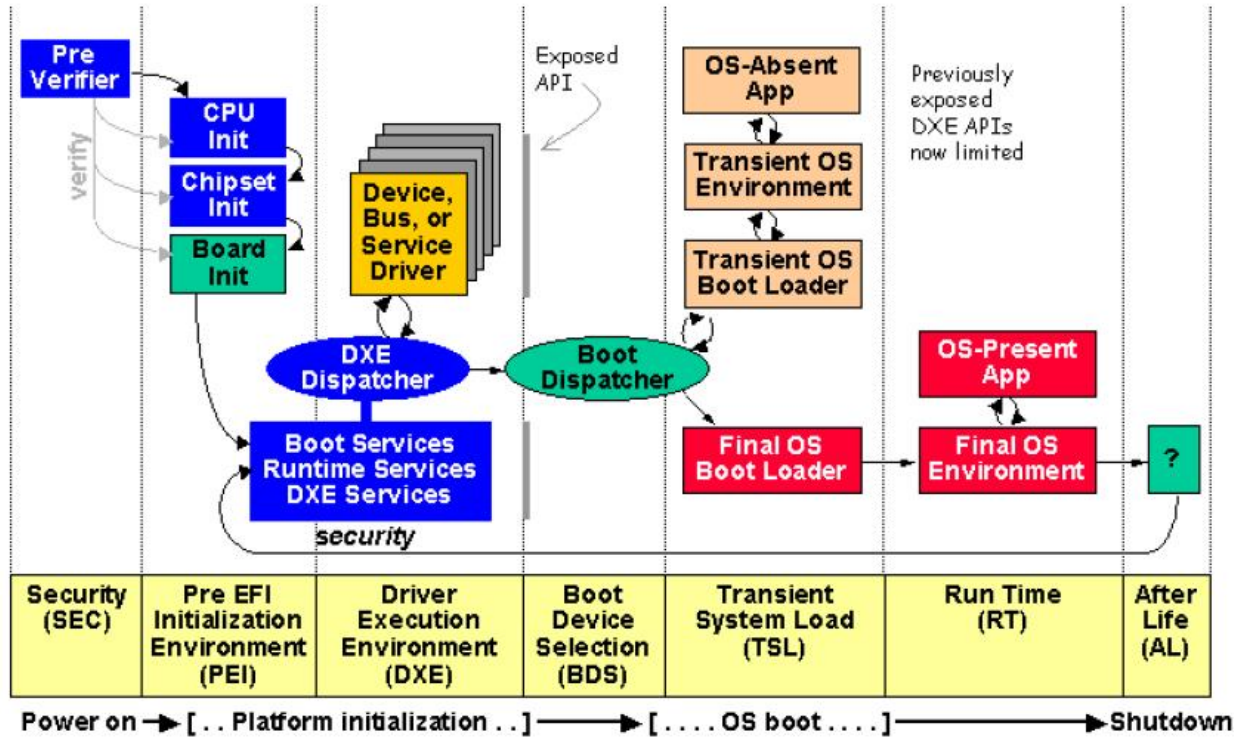 Pre
Verifier
verify
CPU
Init
Chipset
Init
Board
Init
Device,
Bus, or
Service
Driver
Exposed
API
OS-Absent
App
Transient OS
Environment
Transient OS
Boot Loader
Previously
exposed
DXE APIs
now limited
DXE
Dispatcher
Boot
Dispatcher
OS-Present
App
Boot Services
Runtime Services
DXE Services
Final OS
Boot Loader
Final OS
Environment
?
security
Security
(SEC)
Pre EFI
Initialization
Environment
(PEI)
Driver
Execution
Environment
(DXE)
Boot
Device
Selection
(BDS)
Transient
System Load
(TSL)
Run Time
(RT)
After
Life
(AL)
Power on [ . . Platform initialization . . ] [ . . . . OS boot . . . . ] Shutdown